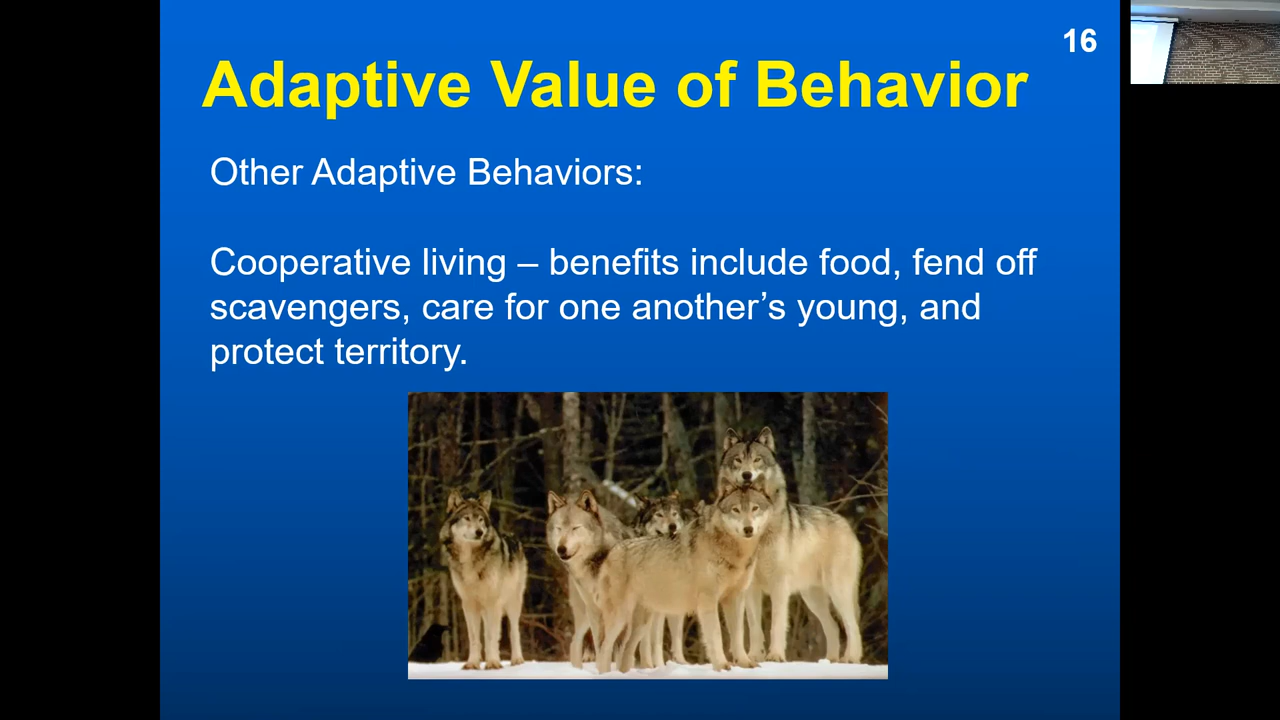 16
Adaptive Value of Behavior
Other Adaptive Behaviors:
Cooperative living – benefits include food, fend off
scavengers, care for one another’s young, and
protect territory.